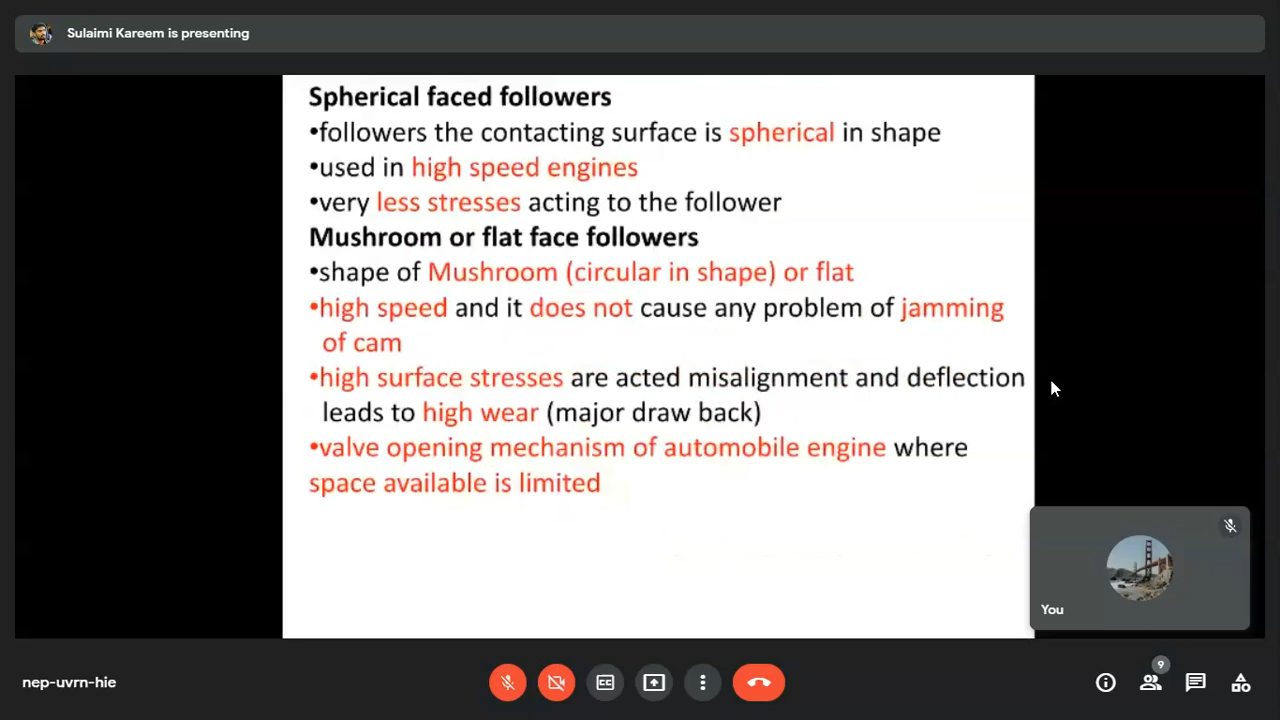 Sulaimi Kareem is presenting
Spherical faced followers
•followers the contacting surface is spherical in shape
•used in high speed engines
•very less stresses acting to the follower
Mushroom or flat face followers
•shape of Mushroom (circular in shape) or flat
•high speed and it does not cause any problem of jamming
of cam
•high surface stresses are acted misalignment and deflection
leads to high wear (major draw back)
•valve opening mechanism of automobile engine where
space available is limited
You
nep-uvrn-hie
CC
9